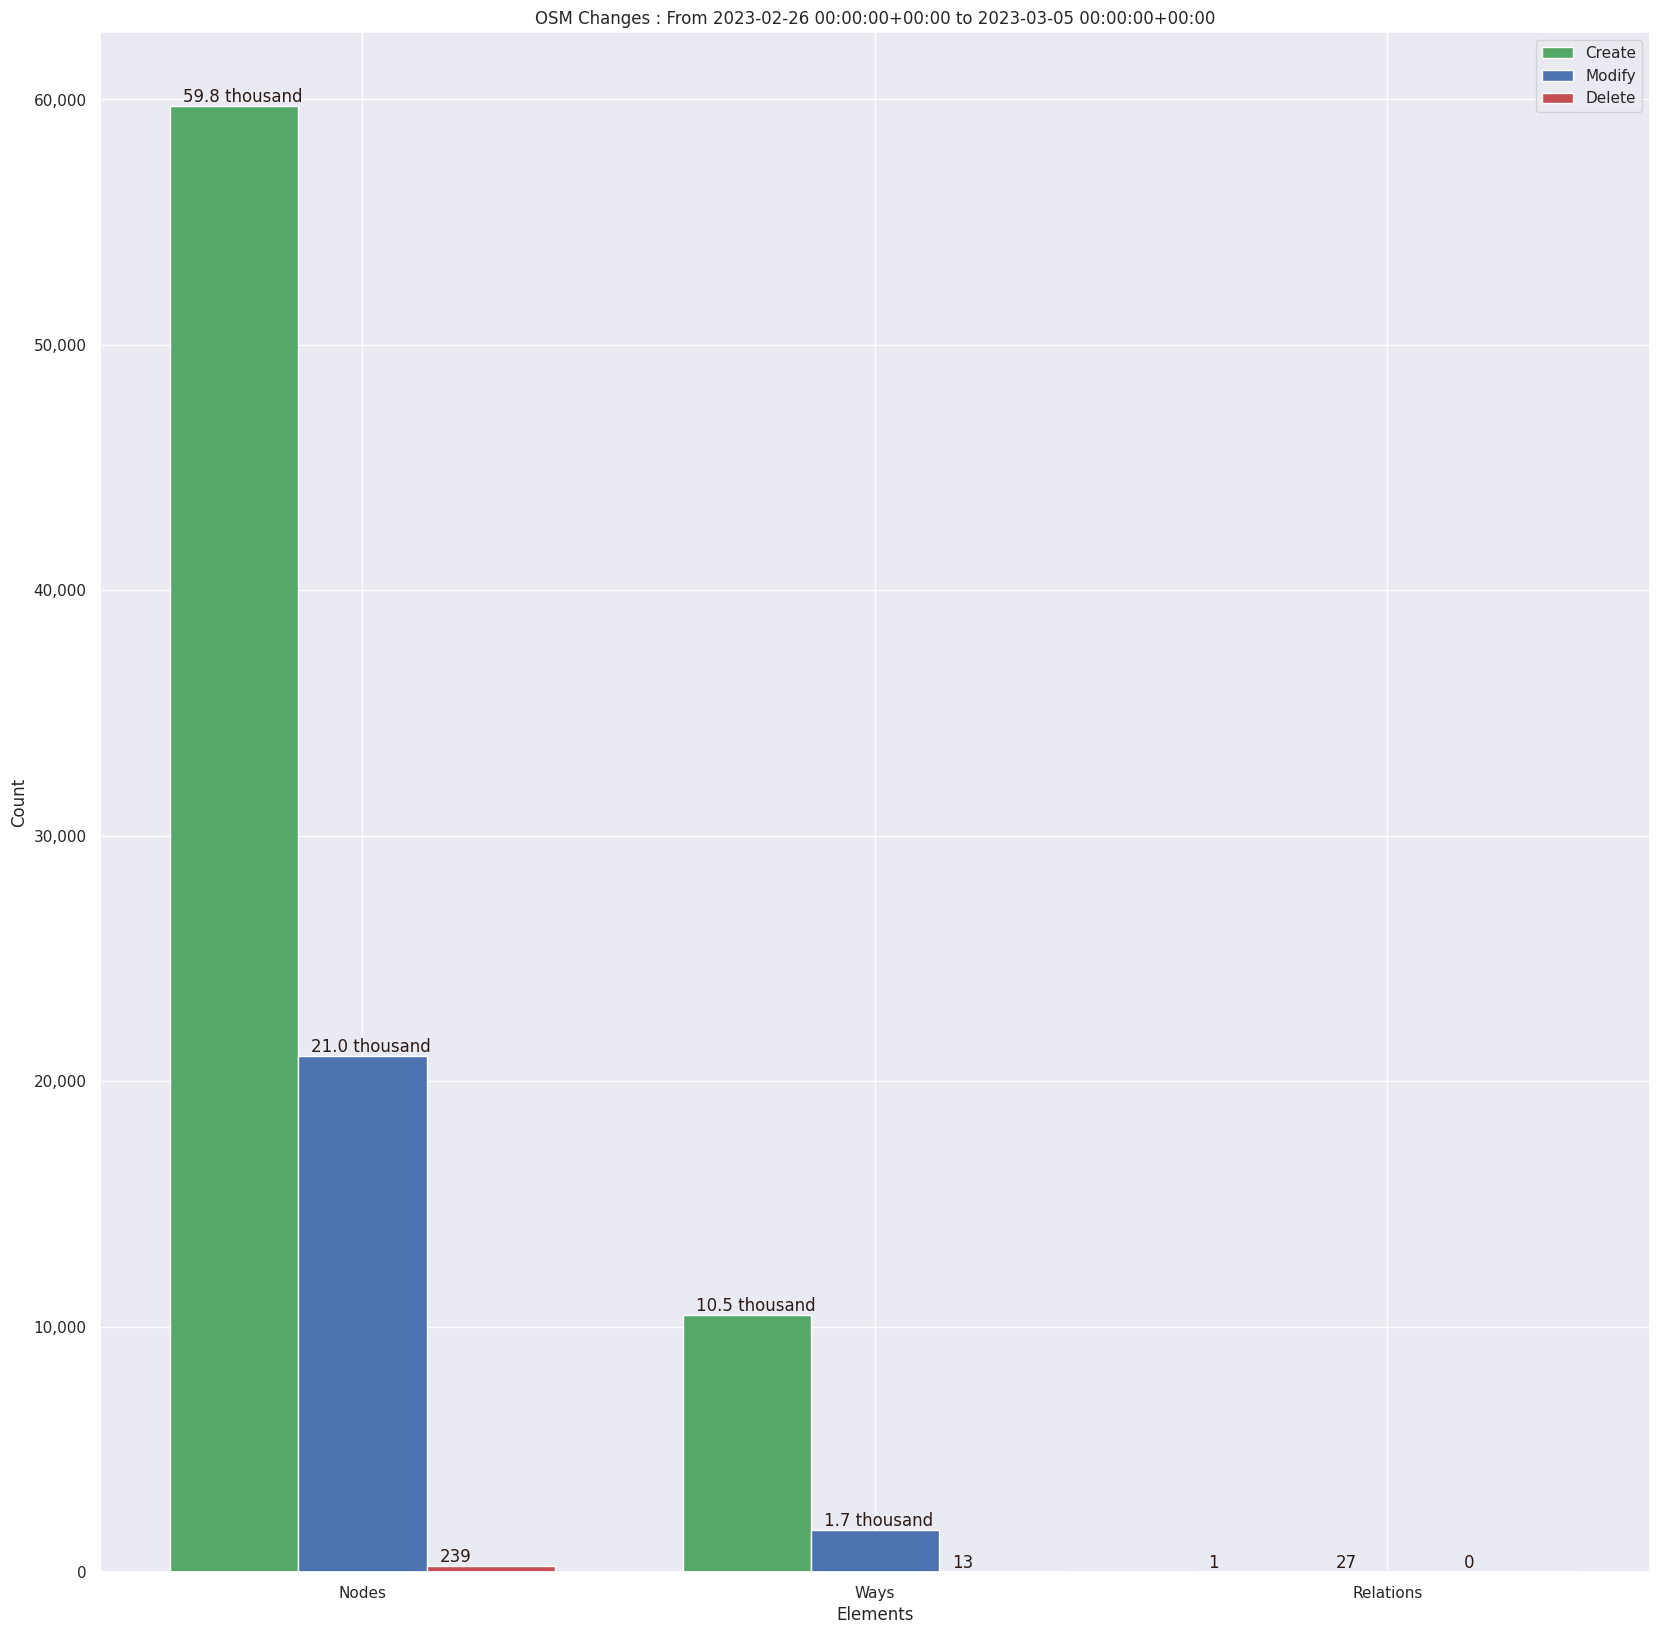 OSM Changes : From 2023-02-26 00:00:00+00:00 to 2023-03-05 00:00:00+00:00
Create
Modify
Delete
60,000
50,000
40,000
30,000
20,000
10,000
0
Count
59.8 thousand
21.0 thousand
239
10.5 thousand
1.7 thousand
13
1
27
0
Nodes
Ways
Relations
Elements